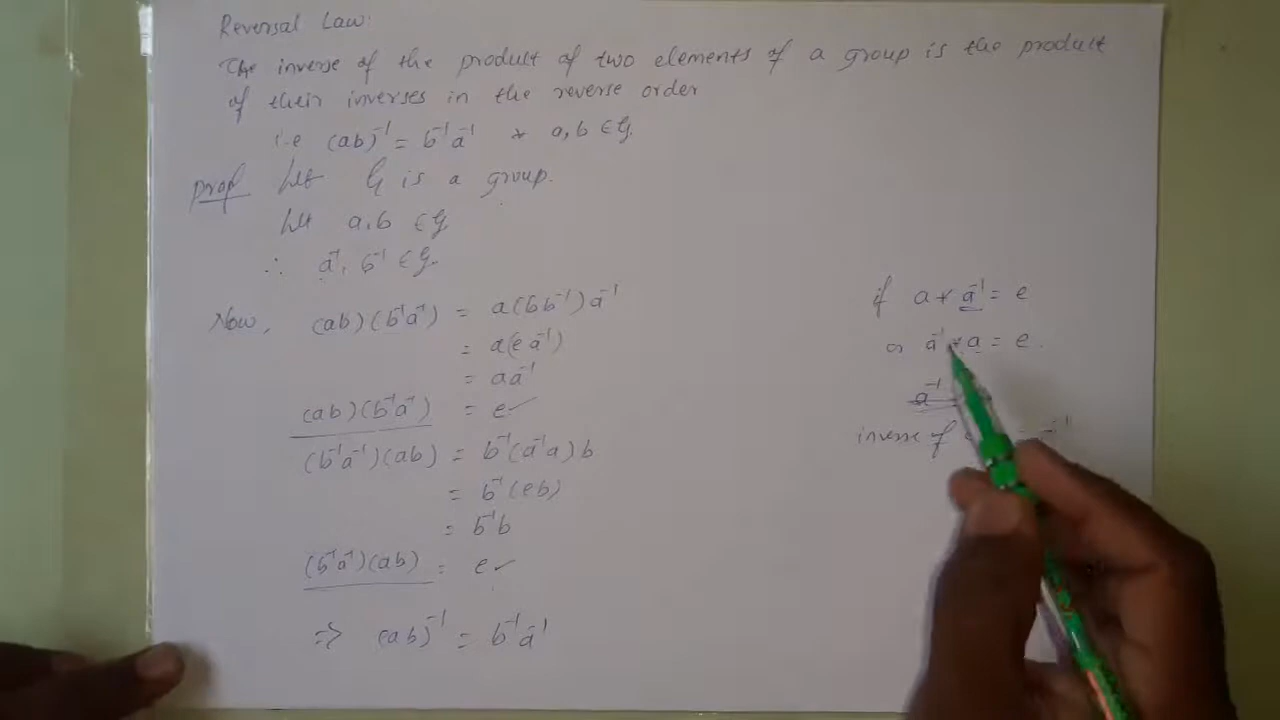 Reversal Law:
The inverse of the product of two elements of a group is the product
of their inverses in the reverse order
i.e (ab)⁻¹ = b⁻¹a⁻¹ ∀ a,b ∈ G.
Proof Let G is a group.
Let a,b ∈ G
∴ a⁻¹, b⁻¹ ∈ G.
Now, (ab)(b⁻¹a⁻¹) = a(bb⁻¹)a⁻¹
= a(ea⁻¹)
= aa⁻¹
(ab)(b⁻¹a⁻¹) = e✓
(b⁻¹a⁻¹)(ab) = b⁻¹(a⁻¹a)b
= b⁻¹(eb)
= b⁻¹b
(b⁻¹a⁻¹)(ab) = e✓
⇒ (ab)⁻¹ = b⁻¹a⁻¹
if a * a⁻¹ = e
or a⁻¹ * a = e.
a⁻¹
inverse of